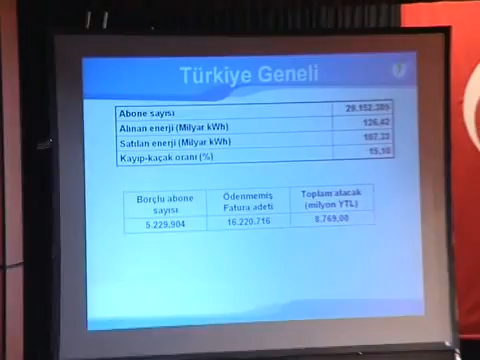 Türkiye Geneli
Abone sayısı 29.152.389
Alınan enerji (Milyar kWh) 126,42
Satılan enerji (Milyar kWh) 107,33
Kayıp-kaçak oranı (%) 15,10
Borçlu abone sayısı
Ödenmemiş Fatura adeti
Toplam alacak (milyon YTL)
5.229.904 16.220.716 8.769,00